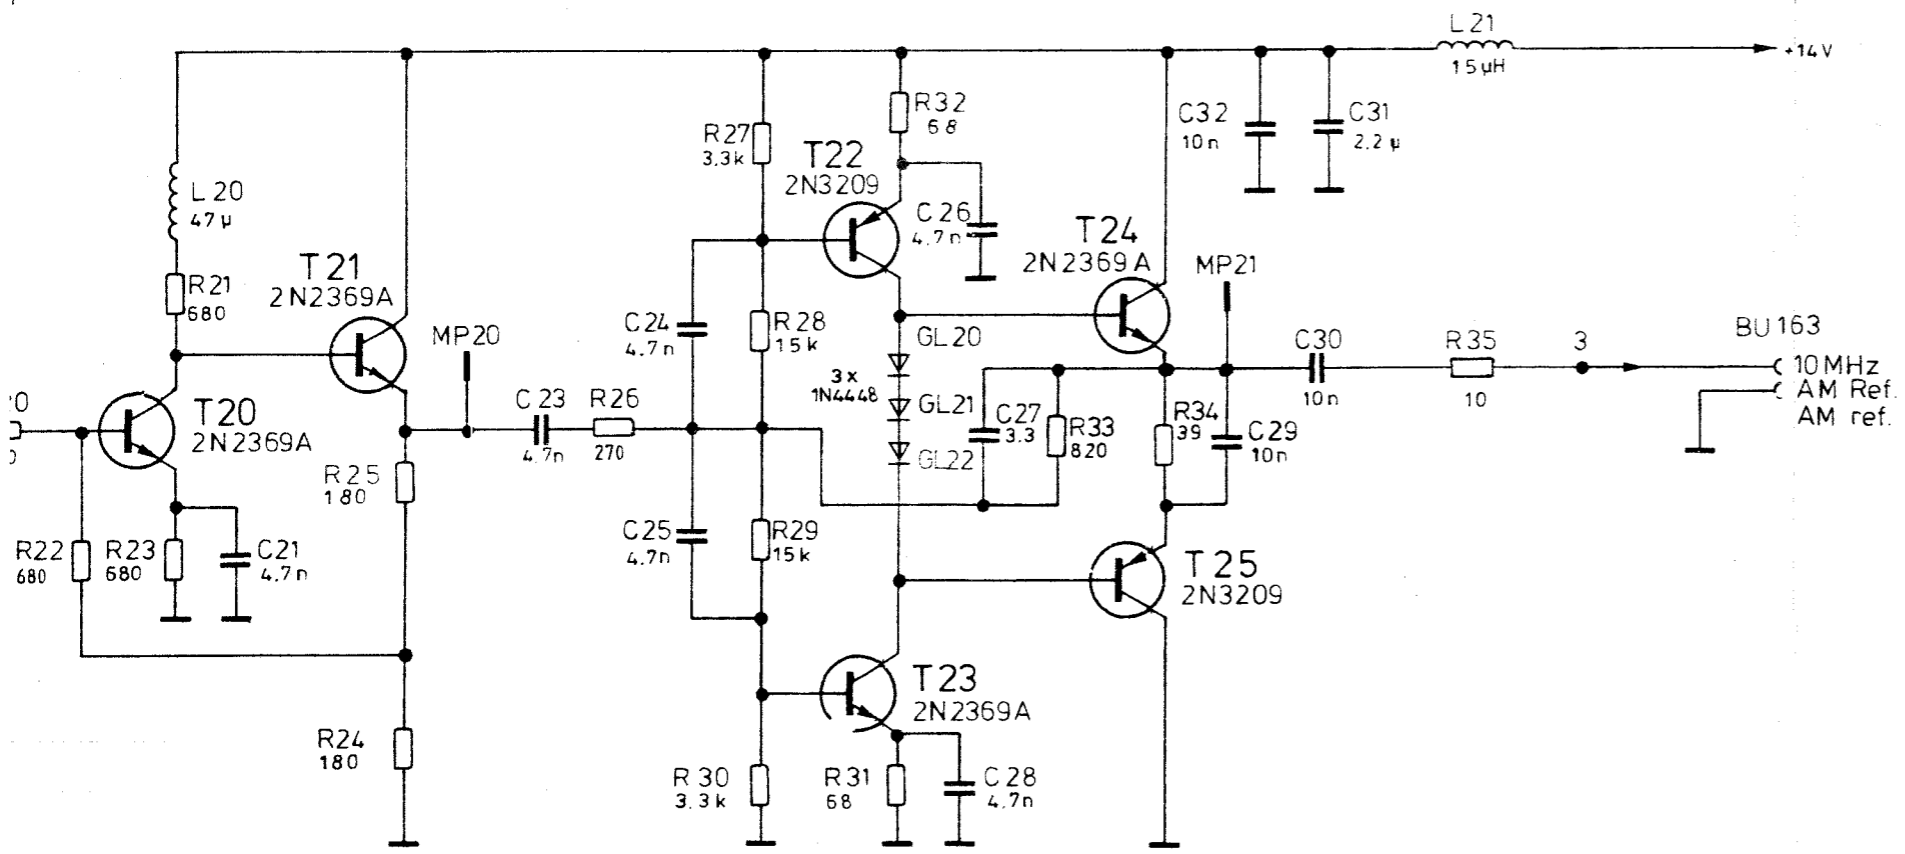 L21
15µH
+14V
R32
68
C32
10n
C31
2.2µ
R27
3.3k
T22
2N3209
L20
47µ
C26
4.7n
T24
2N2369A
MP21
T21
2N2369A
R21
680
MP20
C24
4.7n
R28
15k
GL20
3x
1N4448
GL21
GL22
C30
10n
R35
10
3
BU163
10MHz
AM Ref.
AM ref.
T20
2N2369A
C23
4.7n
R26
270
C27
3.3
R33
820
R34
39
C29
10n
R25
180
C25
4.7n
R29
15k
R22
680
R23
680
C21
4.7n
T25
2N3209
T23
2N2369A
R24
180
R30
3.3k
R31
68
C28
4.7n